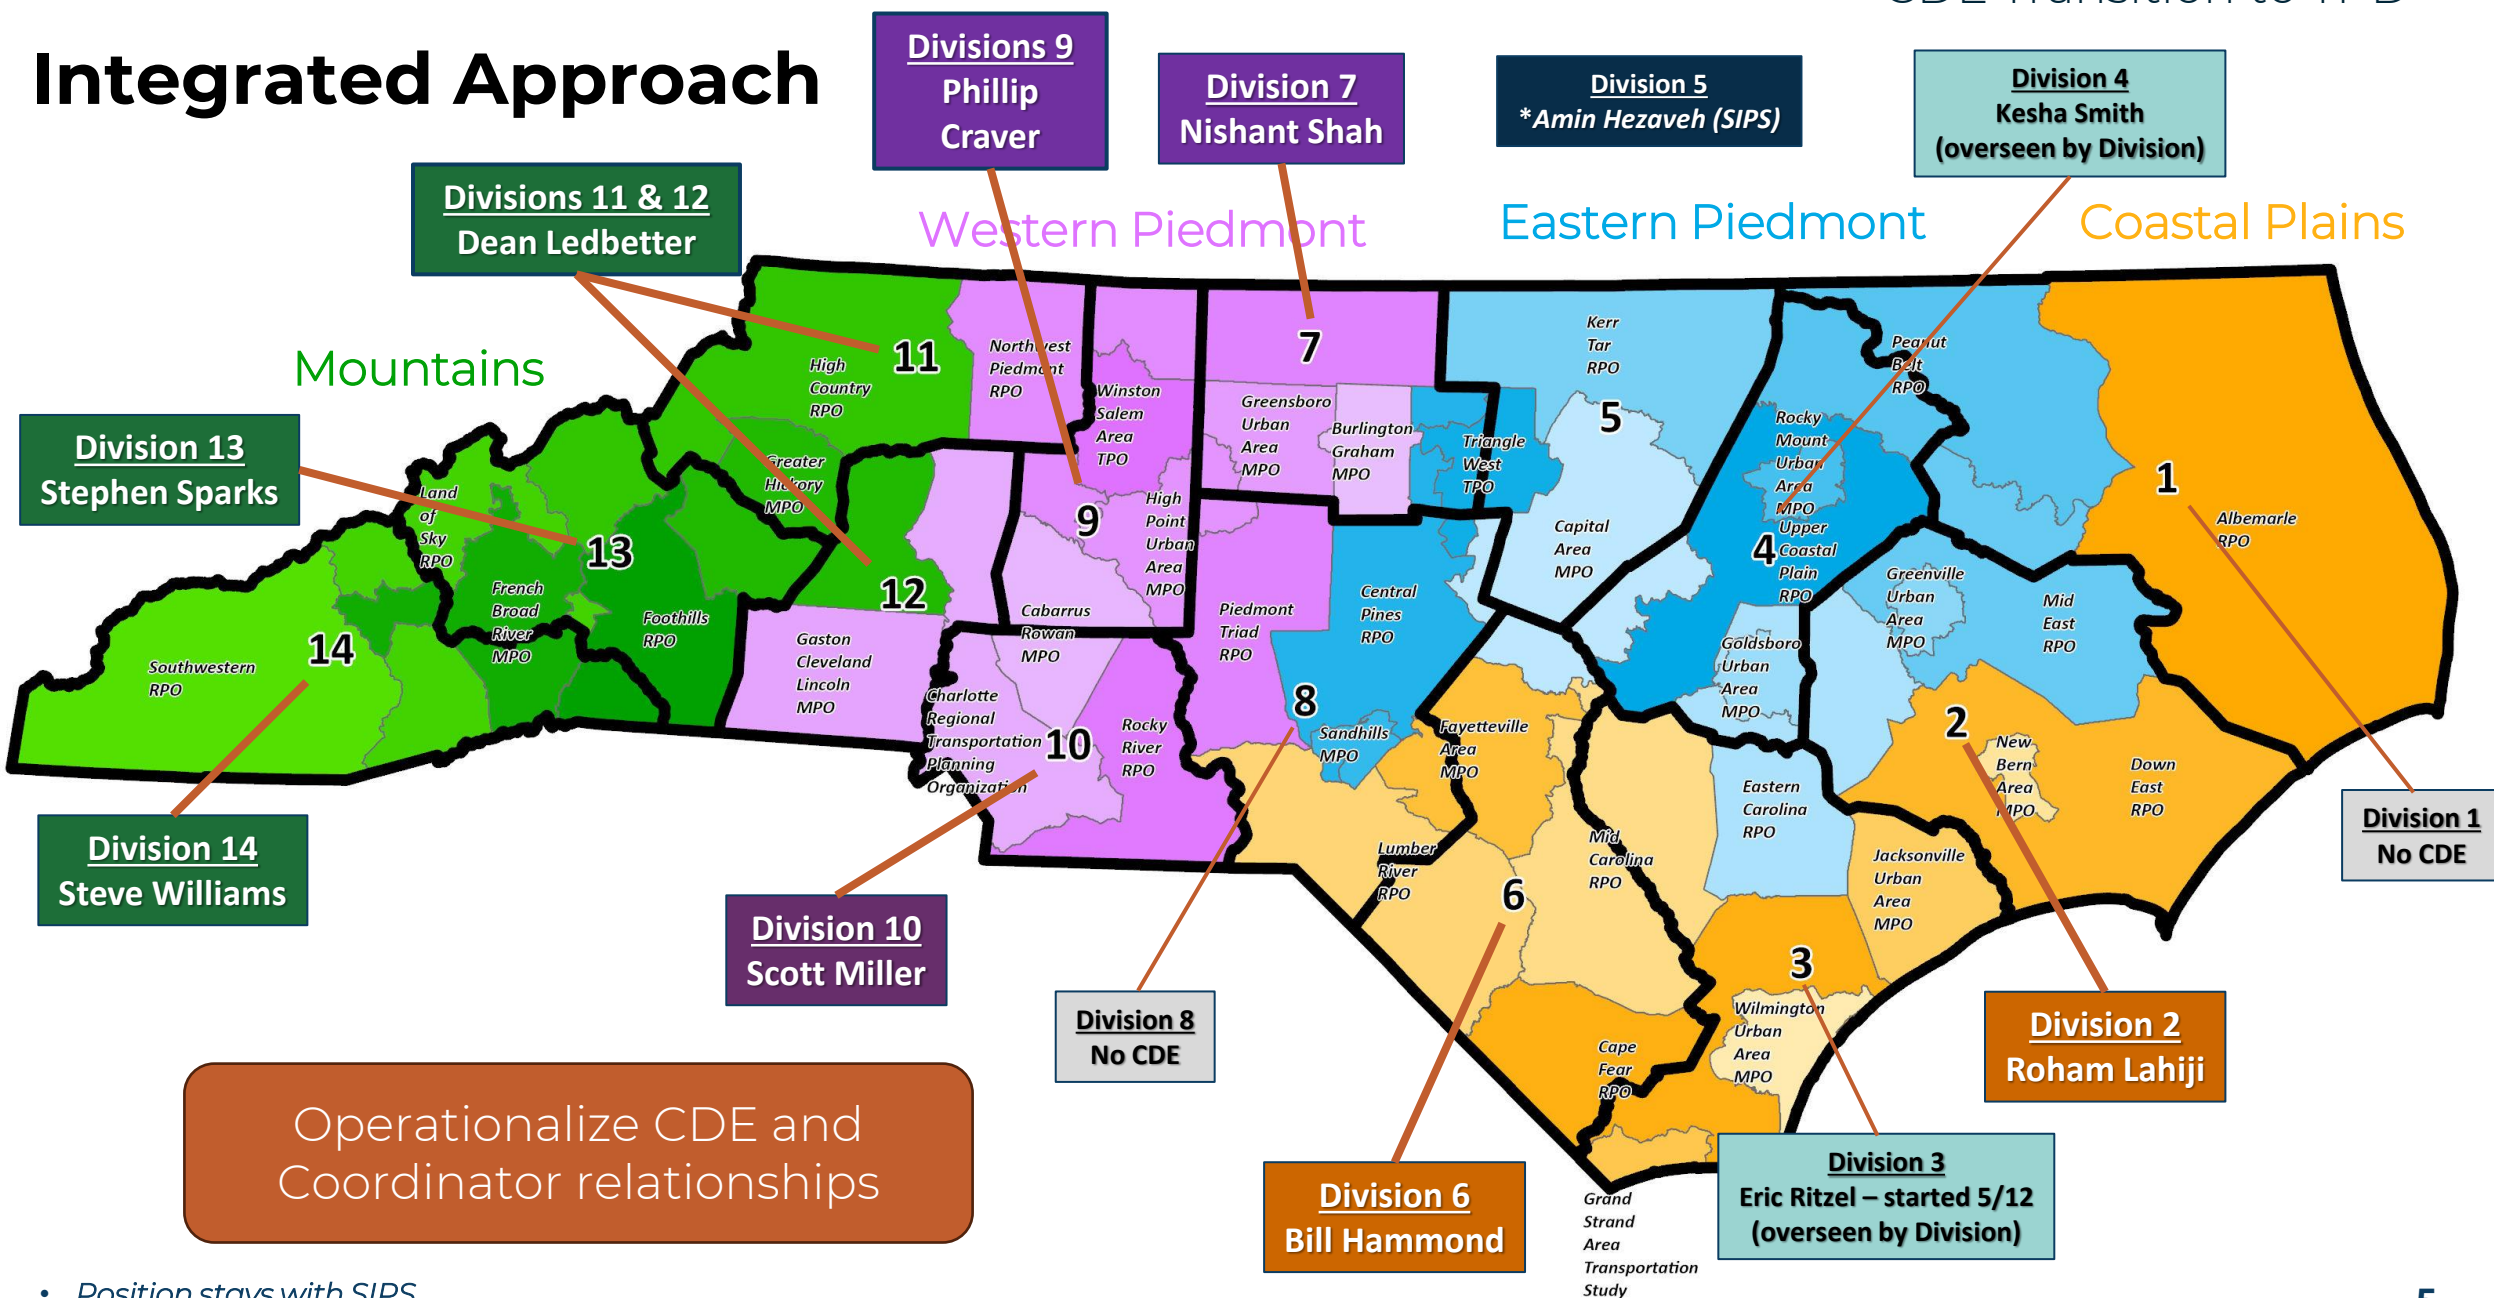 CDE Transition to TPD
Integrated Approach
Divisions 9
Phillip
Craver
Division 7
Nishant Shah
Division 5
*Amin Hezaveh (SIPS)
Division 4
Kesha Smith
(overseen by Division)
Divisions 11 & 12
Dean Ledbetter
Western Piedmont
Eastern Piedmont
Coastal Plains
Mountains
Division 13
Stephen Sparks
High
Country
RPO
11
Northwest
Piedmont
RPO
Winston
Salem
Area
TPO
7
Greensboro
Urban
Area
MPO
Burlington
Graham
MPO
Triangle
West
TPO
Kerr
Tar
RPO
5
Capital
Area
MPO
Peanut
Belt
RPO
Rocky
Mount
Urban
Area
MPO
4
Upper
Coastal
Plain
RPO
1
Albemarle
RPO
Land
of
Sky
RPO
French
Broad
River
MPO
13
Foothills
RPO
Greater
Hickory
MPO
12
Gaston
Cleveland
Lincoln
MPO
9
High
Point
Urban
Area
MPO
Cabarrus
Rowan
MPO
Piedmont
Triad
RPO
Central
Pines
RPO
Greenville
Urban
Area
MPO
Mid
East
RPO
Goldsboro
Urban
Area
MPO
Southwestern
RPO
14
Charlotte
Regional
Transportation
Planning
Organization
10
Rocky
River
RPO
8
Sandhills
MPO
Fayetteville
Area
MPO
2
New
Bern
Area
MPO
Down
East
RPO
Eastern
Carolina
RPO
Lumber
River
RPO
6
Mid
Carolina
RPO
Jacksonville
Urban
Area
MPO
3
Wilmington
Urban
Area
MPO
Cape
Fear
RPO
Grand
Strand
Area
Transportation
Study
Division 1
No CDE
Division 14
Steve Williams
Division 10
Scott Miller
Division 8
No CDE
Division 2
Roham Lahiji
Division 6
Bill Hammond
Division 3
Eric Ritzel – started 5/12
(overseen by Division)
Operationalize CDE and
Coordinator relationships
• Position stays with SIPS
5